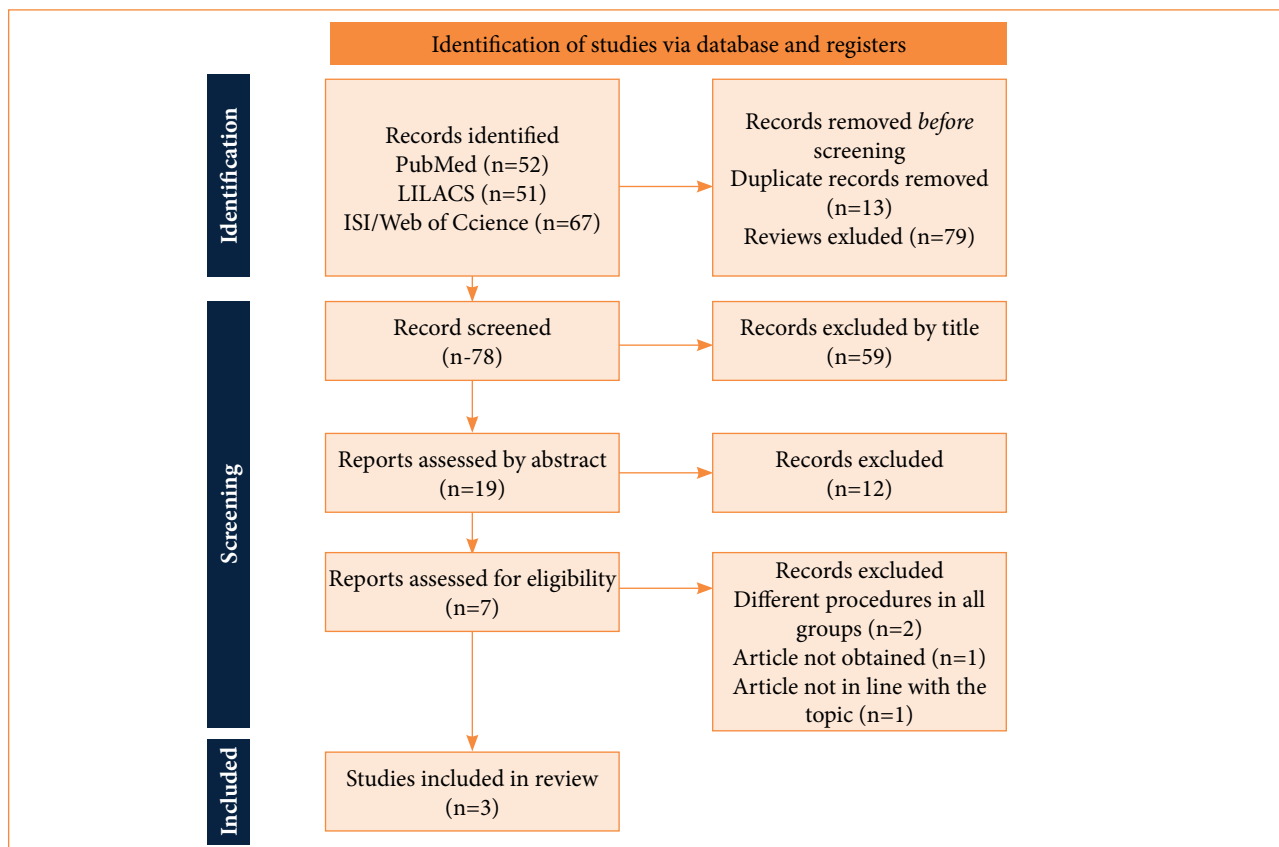 Identification of studies via database and registers
Identification
Records identified
PubMed (n=52)
LILACS (n=51)
ISI/Web of Ccience (n=67)
Records removed before
screening
Duplicate records removed
(n=13)
Reviews exluded (n=79)
Screening
Record screened
(n-78)
Records excluded by title
(n=59)
Reports assessed by abstract
(n=19)
Records excluded
(n=12)
Reports assessed for eligibility
(n=7)
Records excluded
Different procedures in all
groups (n=2)
Article not obtained (n=1)
Article not in line with the
topic (n=1)
Included
Studies included in review
(n=3)